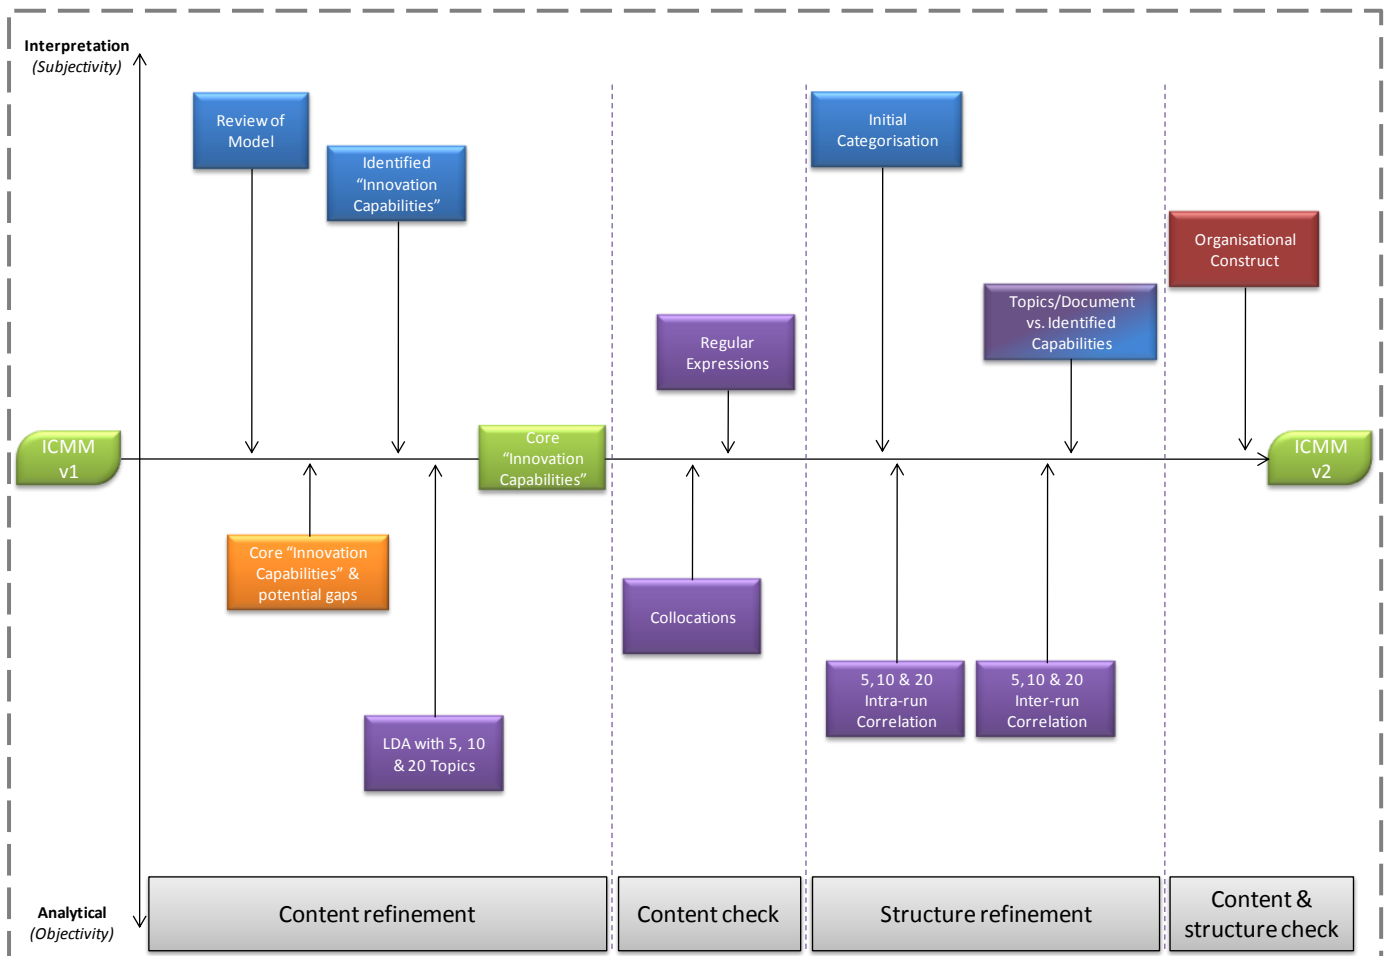 Interpretation
(Subjectivity)
Review of
Model
Identified
“Innovation
Capabilities”
Initial
Categorisation
Organisational
Construct
Topics/Document
vs. Identified
Capabilities
Regular
Expressions
ICMM
v1
Core
“Innovation
Capabilities”
ICMM
v2
Core “Innovation
Capabilities” &
potential gaps
Collocations
LDA with 5, 10
& 20 Topics
5, 10 & 20
Intra-run
Correlation
5, 10 & 20
Inter-run
Correlation
Analytical
(Objectivity)
Content refinement
Content check
Structure refinement
Content &
structure check